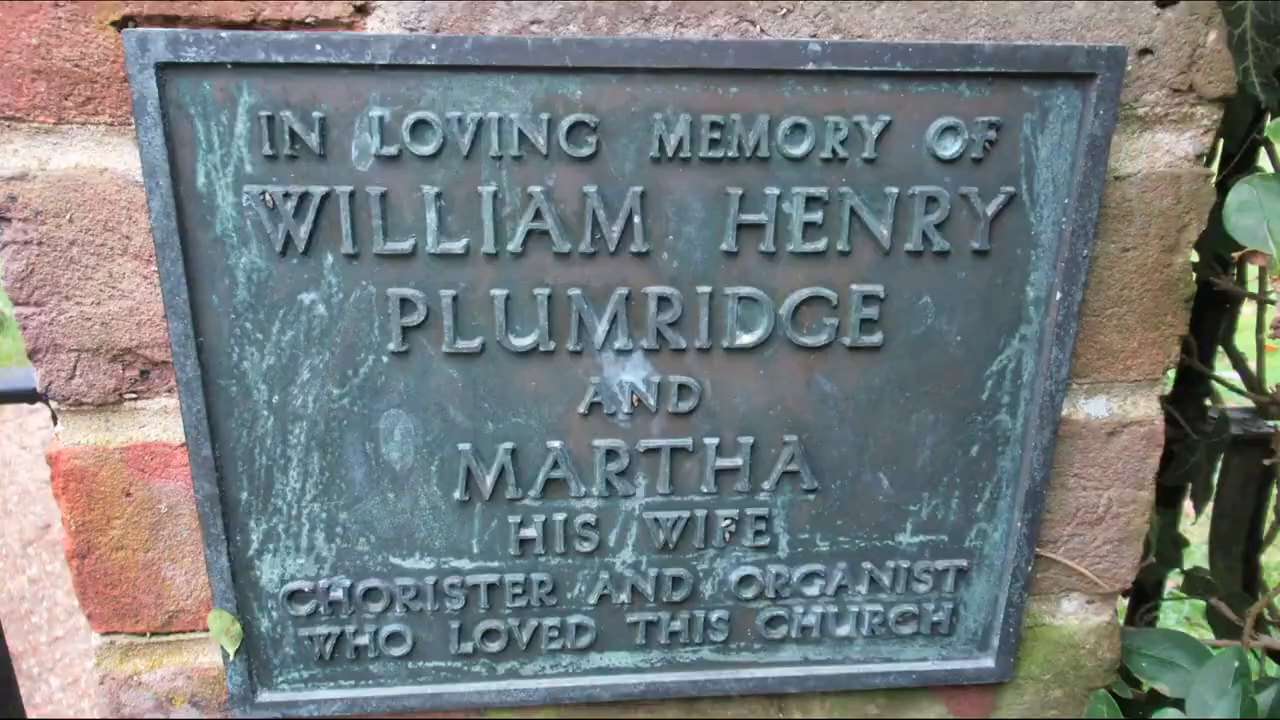 IN LOVING MEMORY OF
WILLIAM HENRY
PLUMRIDGE
AND
MARTHA
HIS WIFE
CHORISTER AND ORGANIST
WHO LOVED THIS CHURCH